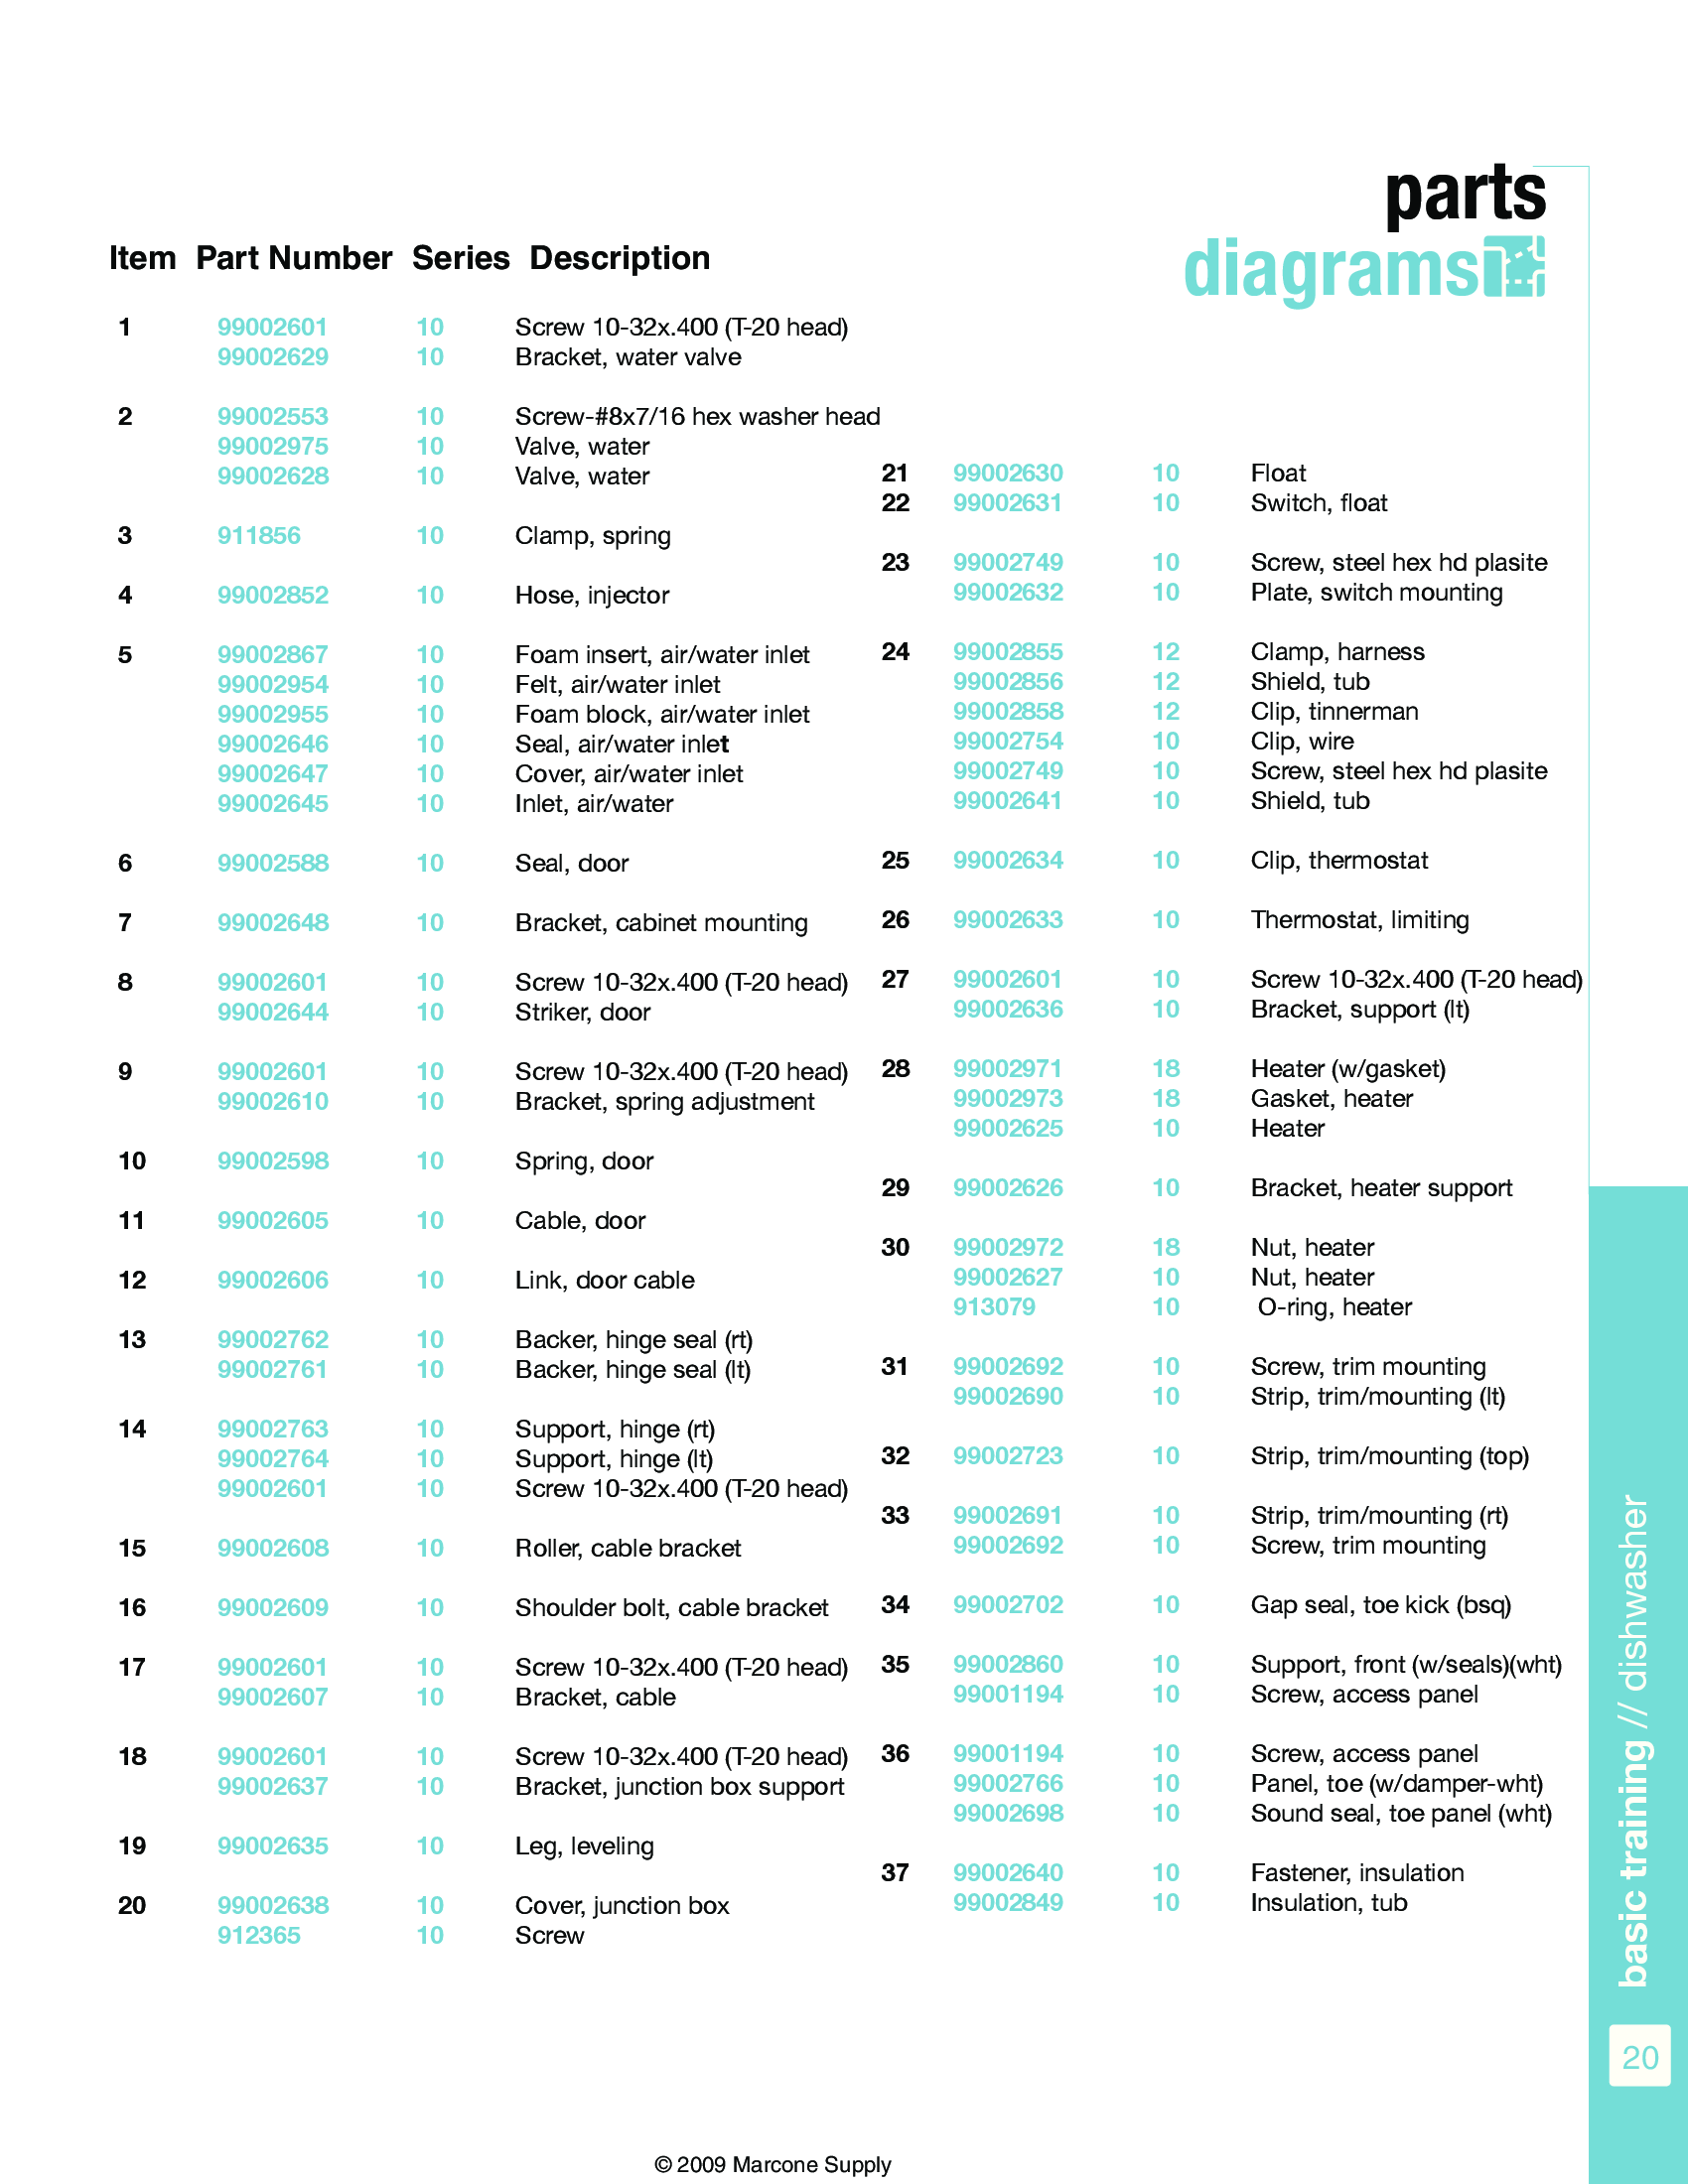 parts
diagrams
Item Part Number Series Description
1 99002601 10 Screw 10-32x.400 (T-20 head)
99002629 10 Bracket, water valve
2 99002553 10 Screw-#8x7/16 hex washer head
99002975 10 Valve, water
99002628 10 Valve, water
3 911856 10 Clamp, spring
4 99002852 10 Hose, injector
5 99002867 10 Foam insert, air/water inlet
99002954 10 Felt, air/water inlet
99002955 10 Foam block, air/water inlet
99002646 10 Seal, air/water inlet
99002647 10 Cover, air/water inlet
99002645 10 Inlet, air/water
6 99002588 10 Seal, door
7 99002648 10 Bracket, cabinet mounting
8 99002601 10 Screw 10-32x.400 (T-20 head)
99002644 10 Striker, door
9 99002601 10 Screw 10-32x.400 (T-20 head)
99002610 10 Bracket, spring adjustment
10 99002598 10 Spring, door
11 99002605 10 Cable, door
12 99002606 10 Link, door cable
13 99002762 10 Backer, hinge seal (rt)
99002761 10 Backer, hinge seal (lt)
14 99002763 10 Support, hinge (rt)
99002764 10 Support, hinge (lt)
99002601 10 Screw 10-32x.400 (T-20 head)
15 99002608 10 Roller, cable bracket
16 99002609 10 Shoulder bolt, cable bracket
17 99002601 10 Screw 10-32x.400 (T-20 head)
99002607 10 Bracket, cable
18 99002601 10 Screw 10-32x.400 (T-20 head)
99002637 10 Bracket, junction box support
19 99002635 10 Leg, leveling
20 99002638 10 Cover, junction box
912365 10 Screw
21 99002630 10 Float
22 99002631 10 Switch, float
23 99002749 10 Screw, steel hex hd plasite
99002632 10 Plate, switch mounting
24 99002855 12 Clamp, harness
99002856 12 Shield, tub
99002858 12 Clip, tinnerman
99002754 10 Clip, wire
99002749 10 Screw, steel hex hd plasite
99002641 10 Shield, tub
25 99002634 10 Clip, thermostat
26 99002633 10 Thermostat, limiting
27 99002601 10 Screw 10-32x.400 (T-20 head)
99002636 10 Bracket, support (lt)
28 99002971 18 Heater (w/gasket)
99002973 18 Gasket, heater
99002625 10 Heater
29 99002626 10 Bracket, heater support
30 99002972 18 Nut, heater
99002627 10 Nut, heater
913079 10 O-ring, heater
31 99002692 10 Screw, trim mounting
99002690 10 Strip, trim/mounting (lt)
32 99002723 10 Strip, trim/mounting (top)
33 99002691 10 Strip, trim/mounting (rt)
99002692 10 Screw, trim mounting
34 99002702 10 Gap seal, toe kick (bsq)
35 99002860 10 Support, front (w/seals)(wht)
99001194 10 Screw, access panel
36 99001194 10 Screw, access panel
99002766 10 Panel, toe (w/damper-wht)
99002698 10 Sound seal, toe panel (wht)
37 99002640 10 Fastener, insulation
99002849 10 Insulation, tub
basic training // dishwasher
20
© 2009 Marcone Supply